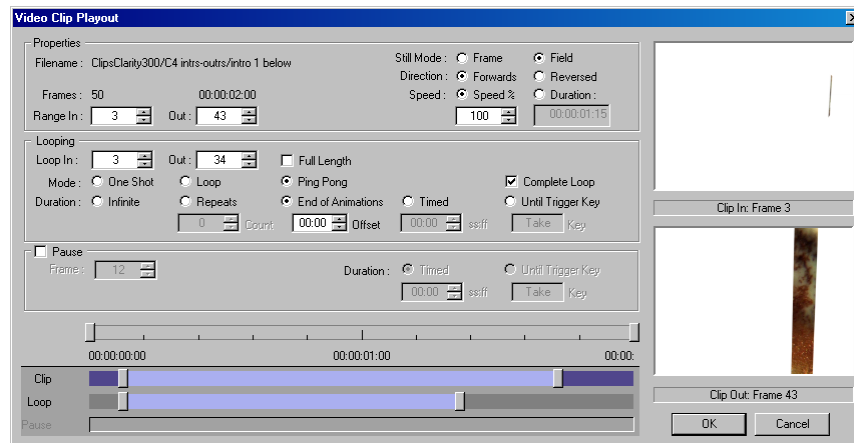 Video Clip Playout
Properties
Filename : ClipsClarity300/C4 intrs-outrs/intro 1 below
Still Mode : Frame Field
Direction : Forwards Reversed
Frames : 50 00:00:02:00 Speed : Speed % Duration :
Range In : 3 Out : 43 100 00:00:01:15
Looping
Loop In : 3 Out : 34 Full Length
Mode : One Shot Loop Ping Pong Complete Loop
Duration : Infinite Repeats End of Animations Timed Until Trigger Key
0 Count 00:00 Offset 00:00 ss:ff Take Key
Clip In: Frame 3
Pause
Frame : 12 Duration : Timed Until Trigger Key
00:00 ss:ff Take Key
00:00:00:00 00:00:01:00 00:00:
Clip
Loop
Pause
Clip Out: Frame 43
OK Cancel